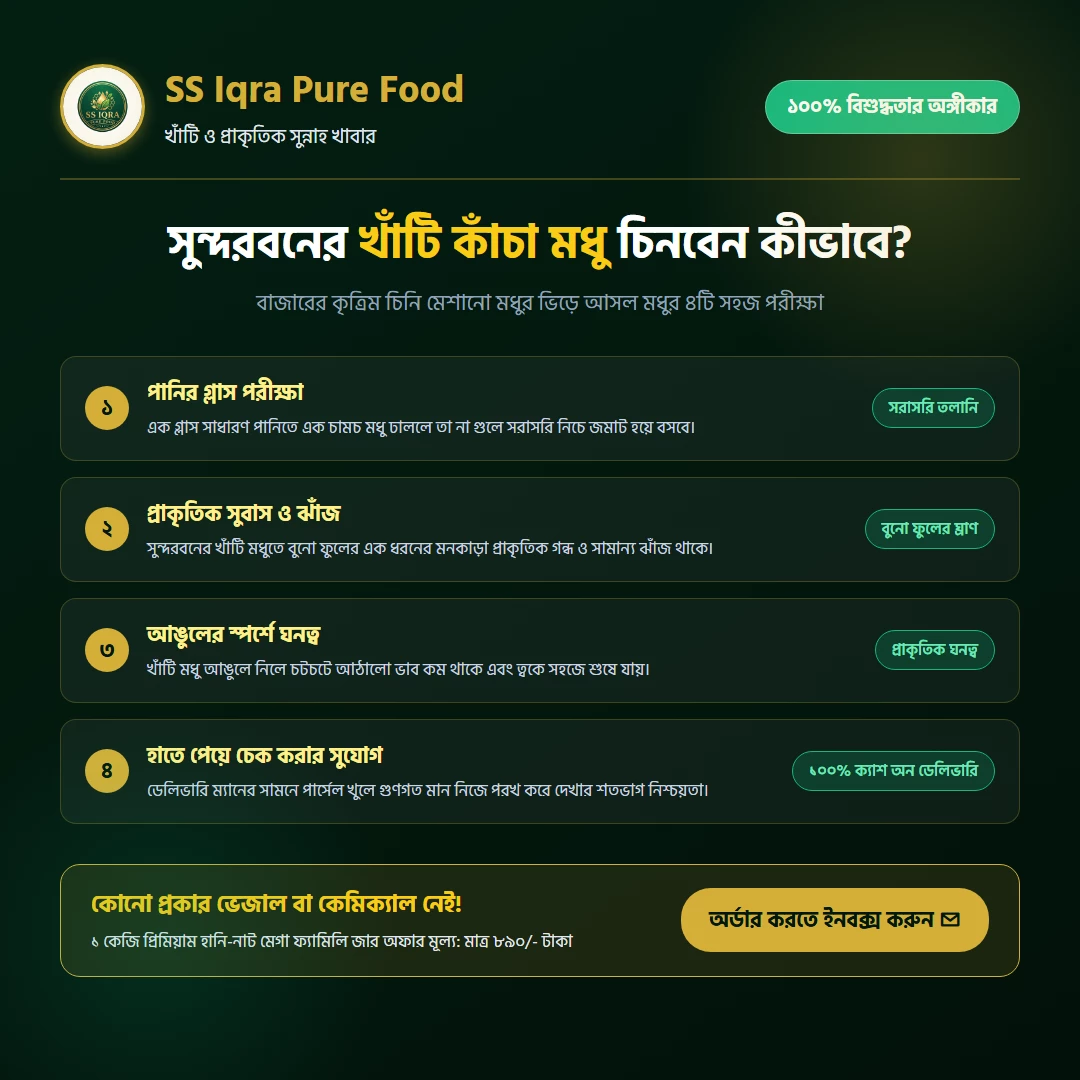 SS IQRA
SS Iqra Pure Food
খাঁটি ও প্রাকৃতিক সুন্নাহ খাবার
১০০% বিশুদ্ধতার অঙ্গীকার
সুন্দরবনের খাঁটি কাঁচা মধু চিনবেন কীভাবে?
বাজারের কৃত্রিম চিনি মেশানো মধুর ভিড়ে আসল মধুর ৪টি সহজ পরীক্ষা
১
পানির গ্লাস পরীক্ষা
এক গ্লাস সাধারণ পানিতে এক চামচ মধু ঢাললে তা না গুলে সরাসরি নিচে জমাট হয়ে বসবে।
সরাসরি তলানি
২
প্রাকৃতিক সুবাস ও ঝাঁজ
সুন্দরবনের খাঁটি মধুতে বুনো ফুলের এক ধরনের মনকাড়া প্রাকৃতিক গন্ধ ও সামান্য ঝাঁজ থাকে।
বুনো ফুলের ঘ্রাণ
৩
আঙুলের স্পর্শে ঘনত্ব
খাঁটি মধু আঙুলে নিলে চটচটে আঠালো ভাব কম থাকে এবং ত্বকে সহজে শুষে যায়।
প্রাকৃতিক ঘনত্ব
৪
হাতে পেয়ে চেক করার সুযোগ
ডেলিভারি ম্যানের সামনে পার্সেল খুলে গুণগত মান নিজে পরখ করে দেখার শতভাগ নিশ্চয়তা।
১০০% ক্যাশ অন ডেলিভারি
কোনো প্রকার ভেজাল বা কেমিক্যাল নেই!
১ কেজি প্রিমিয়াম হানি-নাট মেগা ফ্যামিলি জার অফার মূল্য: মাত্র ৮৯০/- টাকা
অর্ডার করতে ইনবক্স করুন